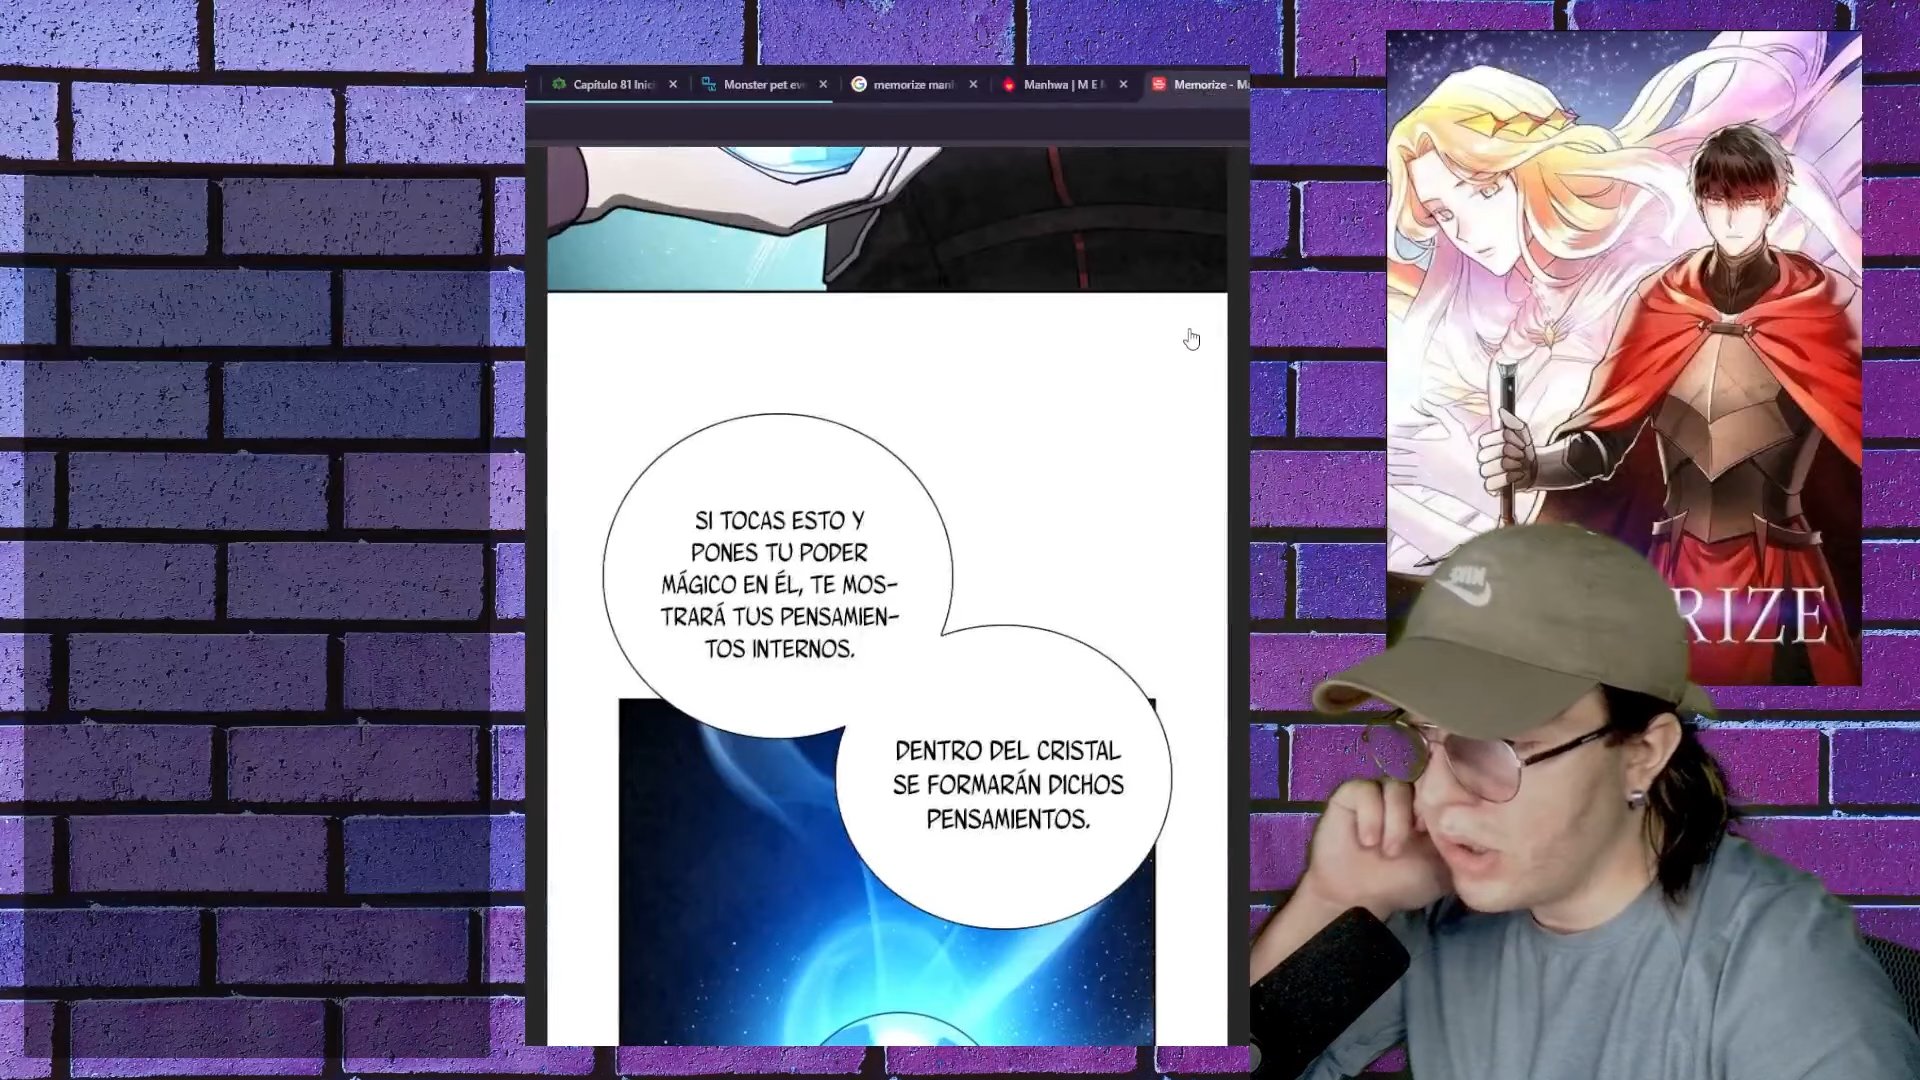 Capítulo 81 Inic
Monster pet ev
memorize manh
Manhwa | M E
Memorize - M
SI TOCAS ESTO Y
PONES TU PODER
MÁGICO EN ÉL, TE MOS-
TRARÁ TUS PENSAMIEN-
TOS INTERNOS.
DENTRO DEL CRISTAL
SE FORMARÁN DICHOS
PENSAMIENTOS.
RIZE